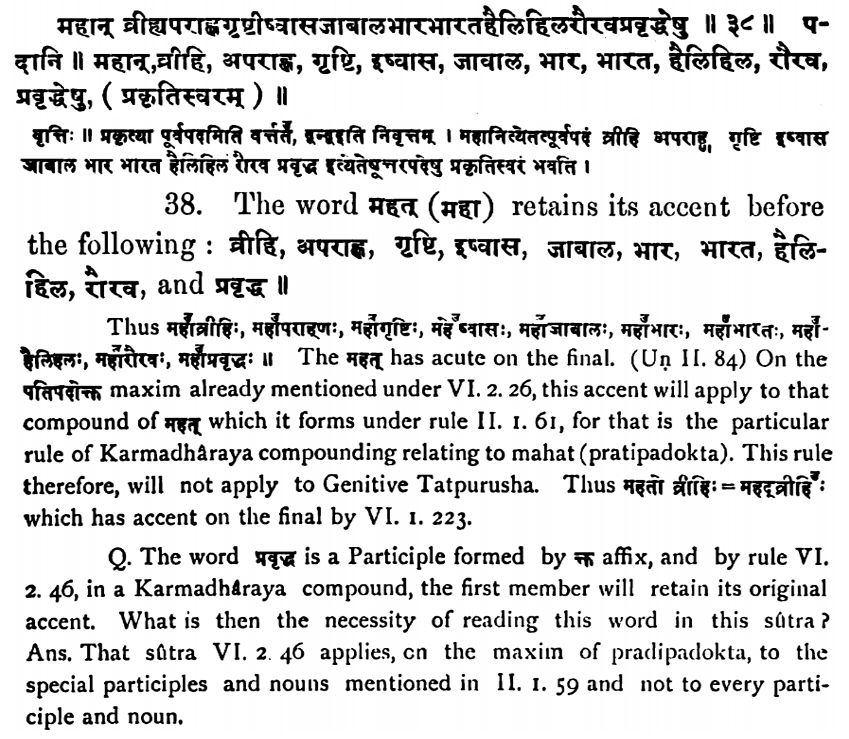 महान् व्रीह्यपराह्णगृष्टीष्वासजाबालभारभारतहैलिहिलरौरवप्रवृद्धेषु ॥ ३८ ॥ प-
दानि ॥ महान्,व्रीहि, अपराह्ण, गृष्टि, इष्वास, जावाल, भार, भारत, हैलिहिल, रौरव,
प्रवृद्धेषु, ( प्रकृतिस्वरम् ) ॥
वृत्तिः ॥ प्रकृत्या पूर्वपदमिति वर्त्तते, द्वन्द्वइति निवृत्तम् । महानित्येतत्पूर्वपदं व्रीहि अपराह्ण गृष्टि इष्वास
जाबाल भार भारत हैलिहिल रौरव प्रवृद्ध इत्येतेषूत्तरपदेषु प्रकृतिस्वरं भवति ।
38. The word महत् (महा) retains its accent before
the following : व्रीहि, अपराह्ण, गृष्टि, इष्वास, जाबाल, भार, भारत, हैलि-
हिल, रौरव, and प्रवृद्ध ॥
Thus महाँव्रीहिः, महाँपराह्णः, महाँगृष्टिः, महेँष्वासः, महाँजाबालः, महाँभारः, महाँभारतः, महाँ-
हैलिहलः, महाँरौरवः, महाँप्रवृद्धः ॥ The महत् has acute on the final. (Uṇ II. 84) On the
पतिपदोक्त maxim already mentioned under VI. 2. 26, this accent will apply to that
compound of महत् which it forms under rule II. 1. 61, for that is the particular
rule of Karmadhâraya compounding relating to mahat (pratipadokta). This rule
therefore, will not apply to Genitive Tatpurusha. Thus महतो व्रीहिः = महद्व्रीहिँः
which has accent on the final by VI. 1. 223.
Q. The word प्रवृद्ध is a Participle formed by क्त affix, and by rule VI.
2. 46, in a Karmadhâraya compound, the first member will retain its original
accent. What is then the necessity of reading this word in this sûtra ?
Ans. That sûtra VI. 2. 46 applies, on the maxim of pradipadokta, to the
special participles and nouns mentioned in II. 1. 59 and not to every parti-
ciple and noun.